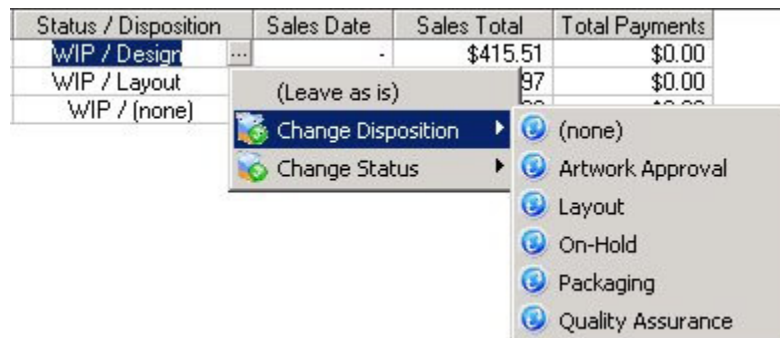 Status / Disposition Sales Date Sales Total Total Payments
WIP / Design ... - $415.51 $0.00
WIP / Layout 97 $0.00
WIP / (none)
(Leave as is)
Change Disposition
Change Status
(none)
Artwork Approval
Layout
On-Hold
Packaging
Quality Assurance